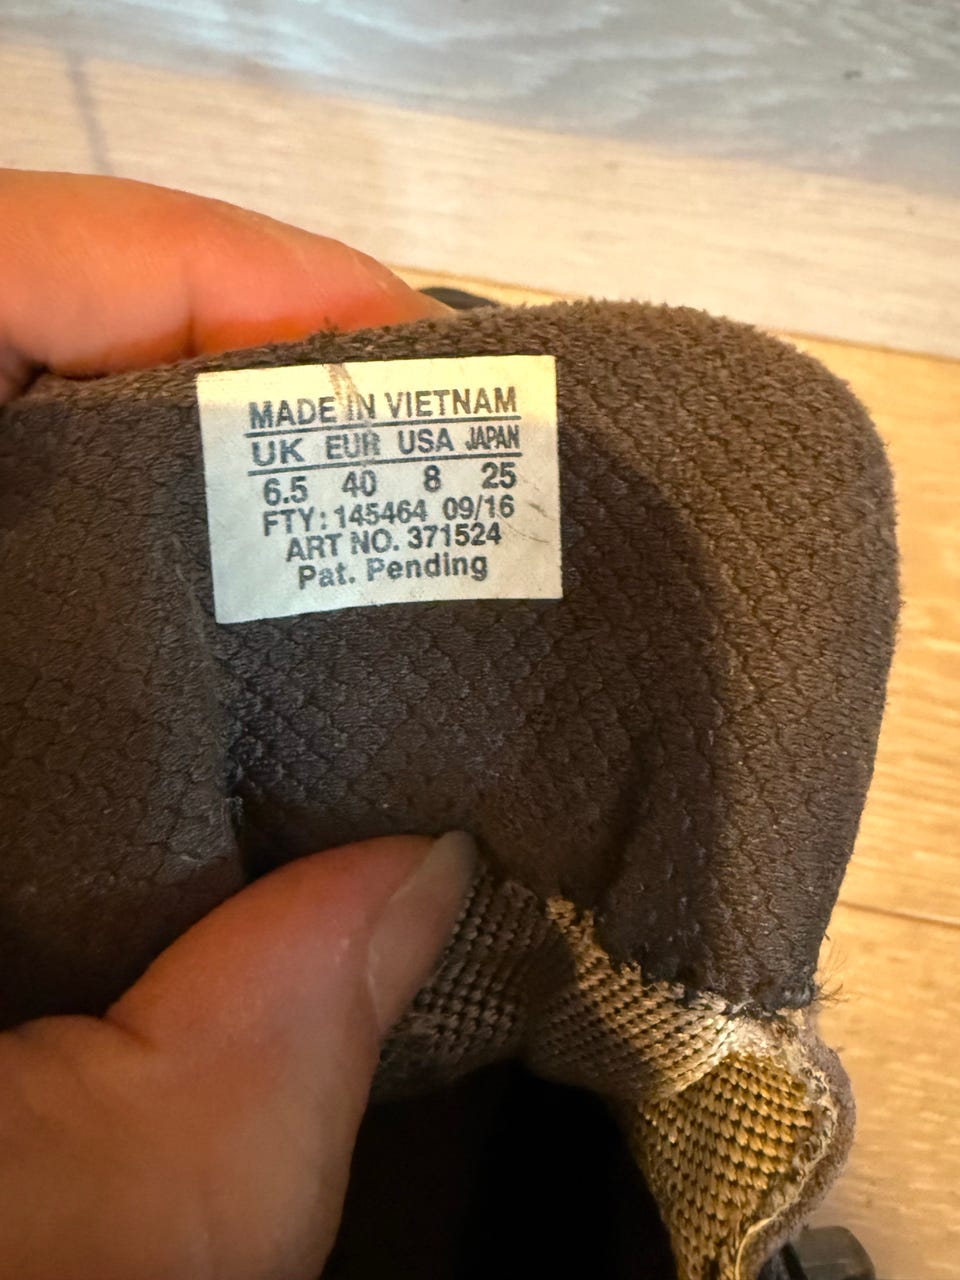 MADE IN VIETNAM
UK EUR USA JAPAN
6.5 40 8 25
FTY: 145464 09/16
ART NO. 371524
Pat. Pending